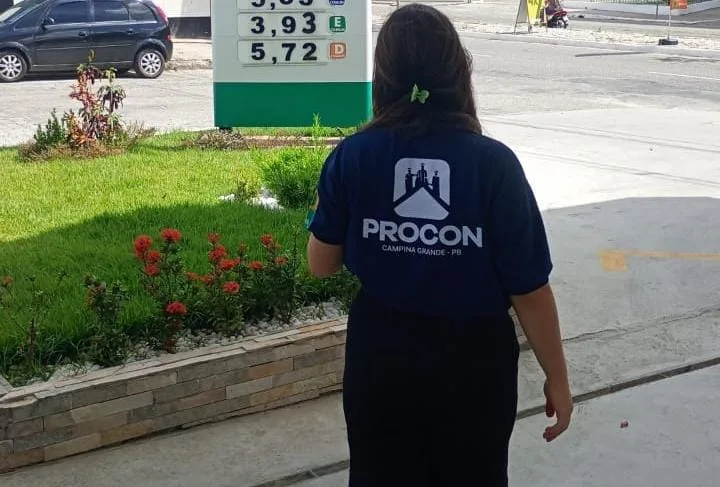 3,93 E
5,72 D
PROCON
CAMPINA GRANDE - PB